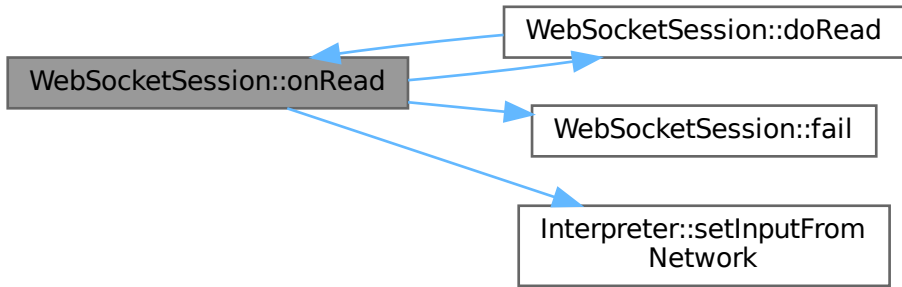 WebSocketSession::onRead
WebSocketSession::doRead
WebSocketSession::fail
Interpreter::setInputFrom
Network